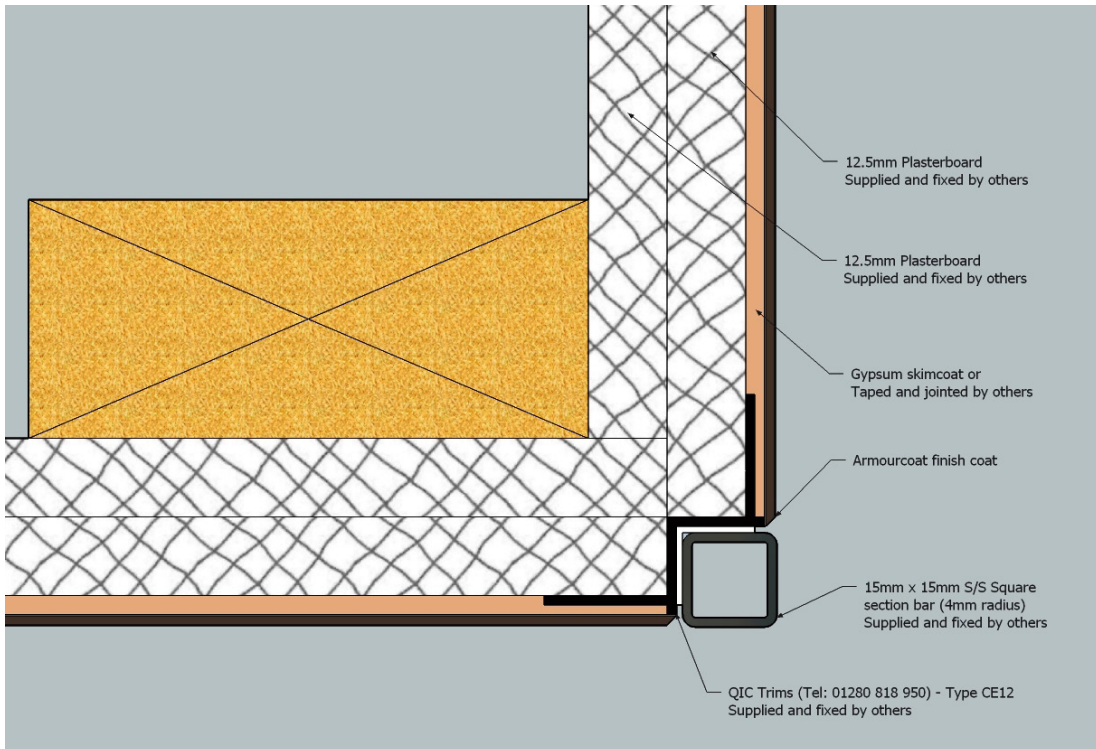 12.5mm Plasterboard
Supplied and fixed by others
12.5mm Plasterboard
Supplied and fixed by others
Gypsum skimcoat or
Taped and jointed by others
Armourcoat finish coat
15mm x 15mm S/S Square
section bar (4mm radius)
Supplied and fixed by others
QIC Trims (Tel: 01280 818 950) - Type CE12
Supplied and fixed by others